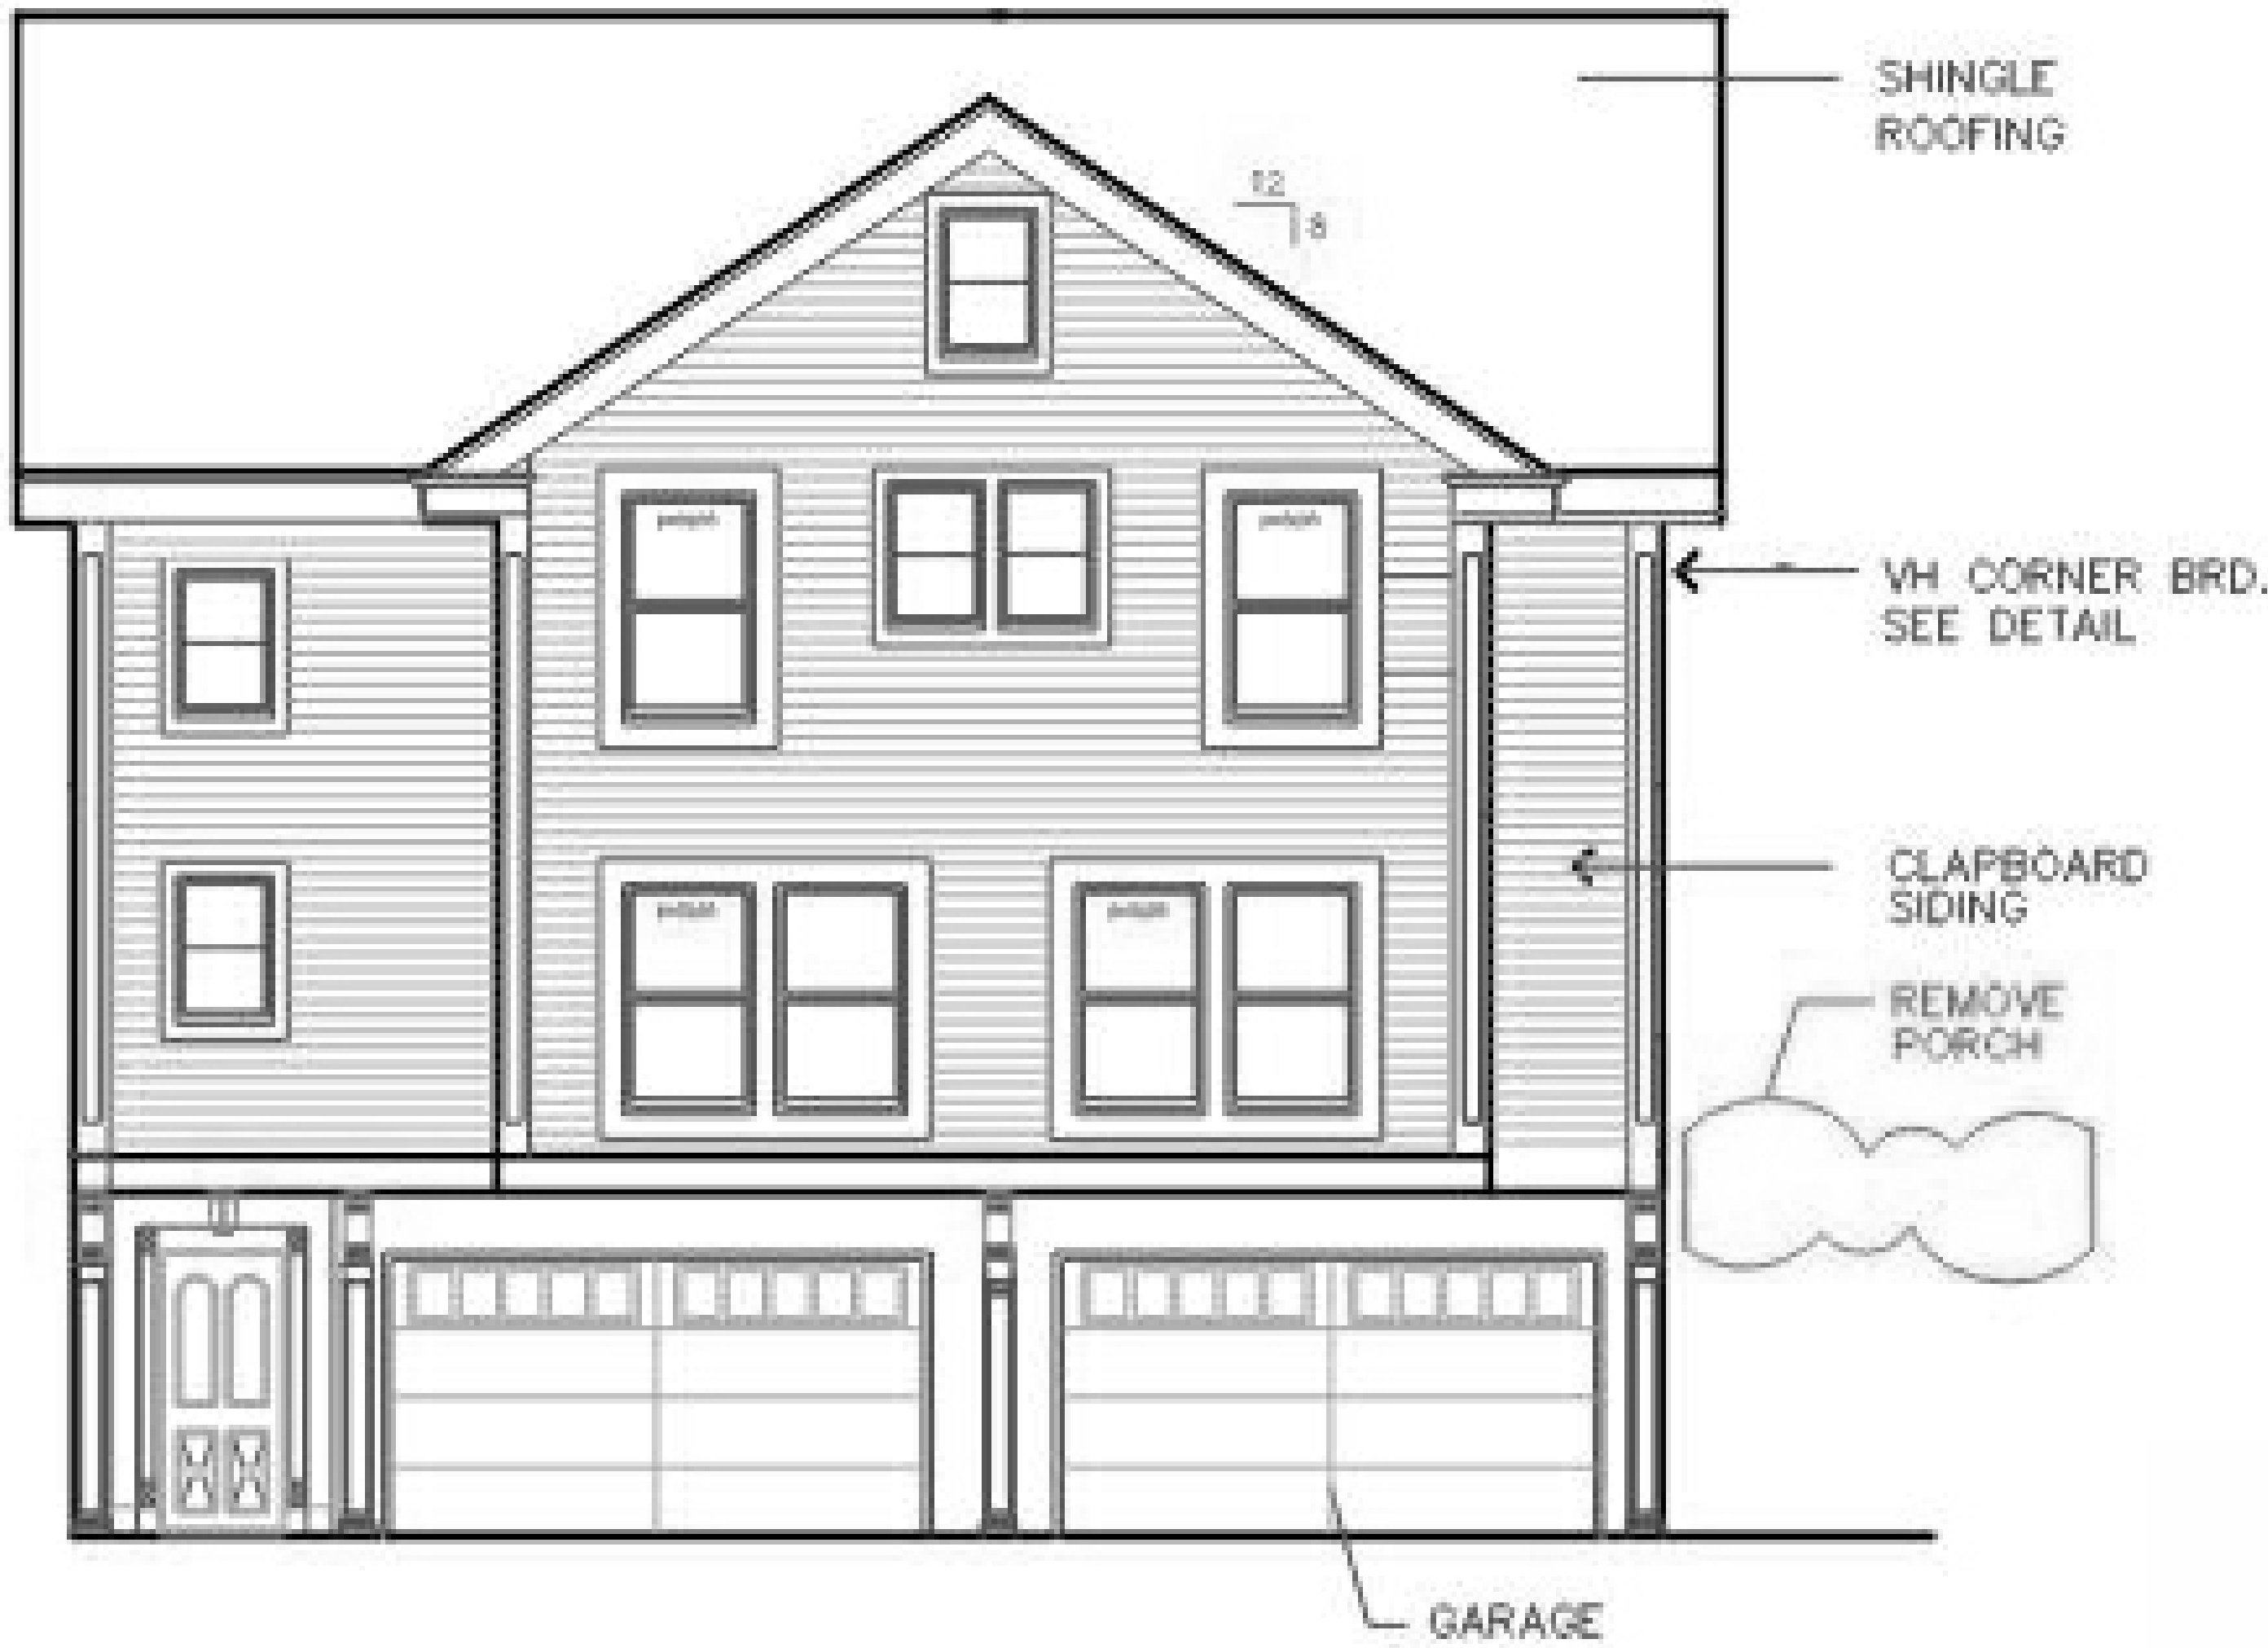 SHINGLE
ROOFING
12
8
VH CORNER BRD.
SEE DETAIL
CLAPBOARD
SIDING
REMOVE
PORCH
GARAGE